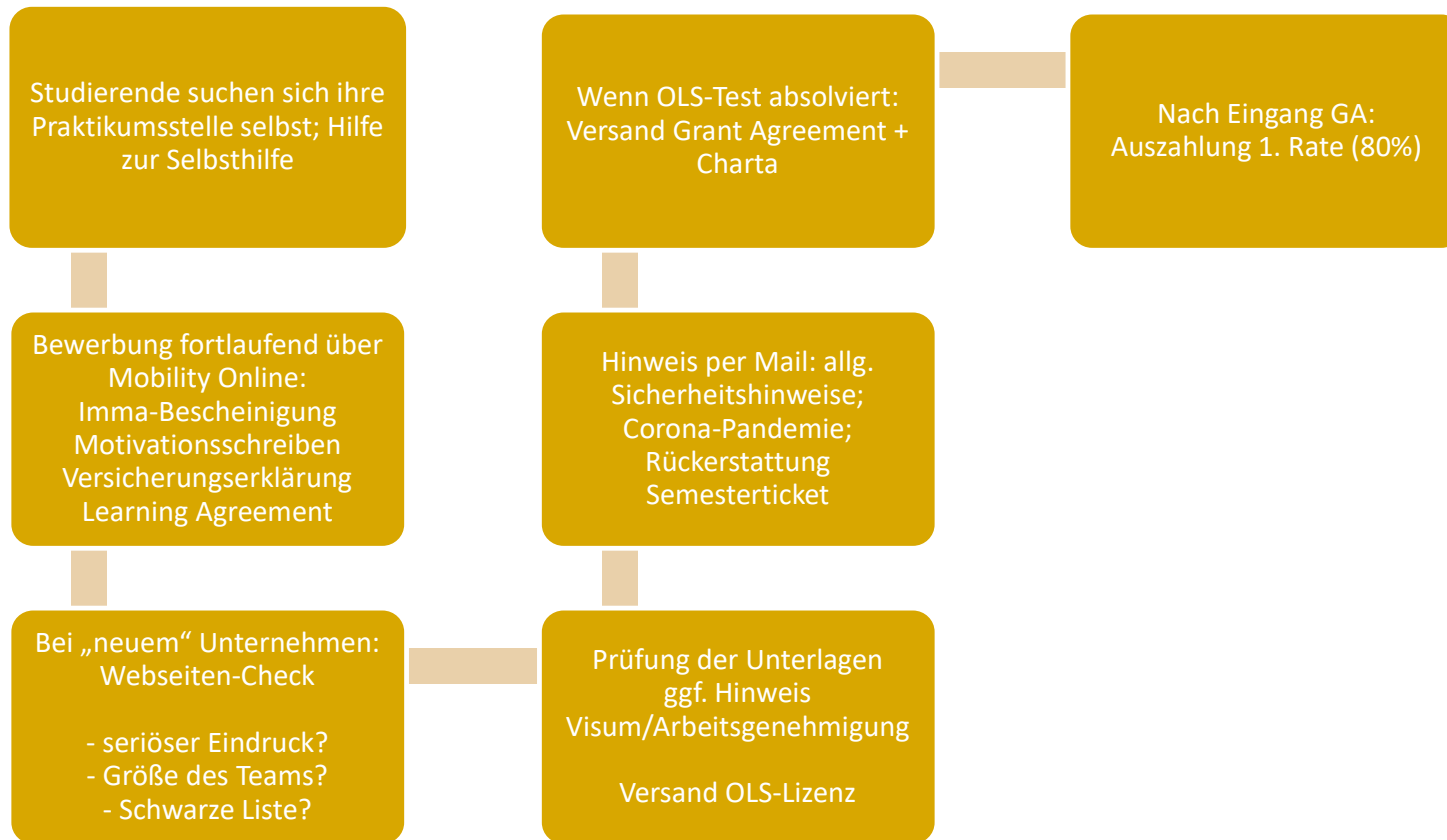 Studierende suchen sich ihre
Praktikumsstelle selbst; Hilfe
zur Selbsthilfe
Bewerbung fortlaufend über
Mobility Online:
Imma-Bescheinigung
Motivationsschreiben
Versicherungserklärung
Learning Agreement
Bei „neuem“ Unternehmen:
Webseiten-Check
- seriöser Eindruck?
- Größe des Teams?
- Schwarze Liste?
Prüfung der Unterlagen
ggf. Hinweis
Visum/Arbeitsgenehmigung
Versand OLS-Lizenz
Hinweis per Mail: allg.
Sicherheitshinweise;
Corona-Pandemie;
Rückerstattung
Semesterticket
Wenn OLS-Test absolviert:
Versand Grant Agreement +
Charta
Nach Eingang GA:
Auszahlung 1. Rate (80%)